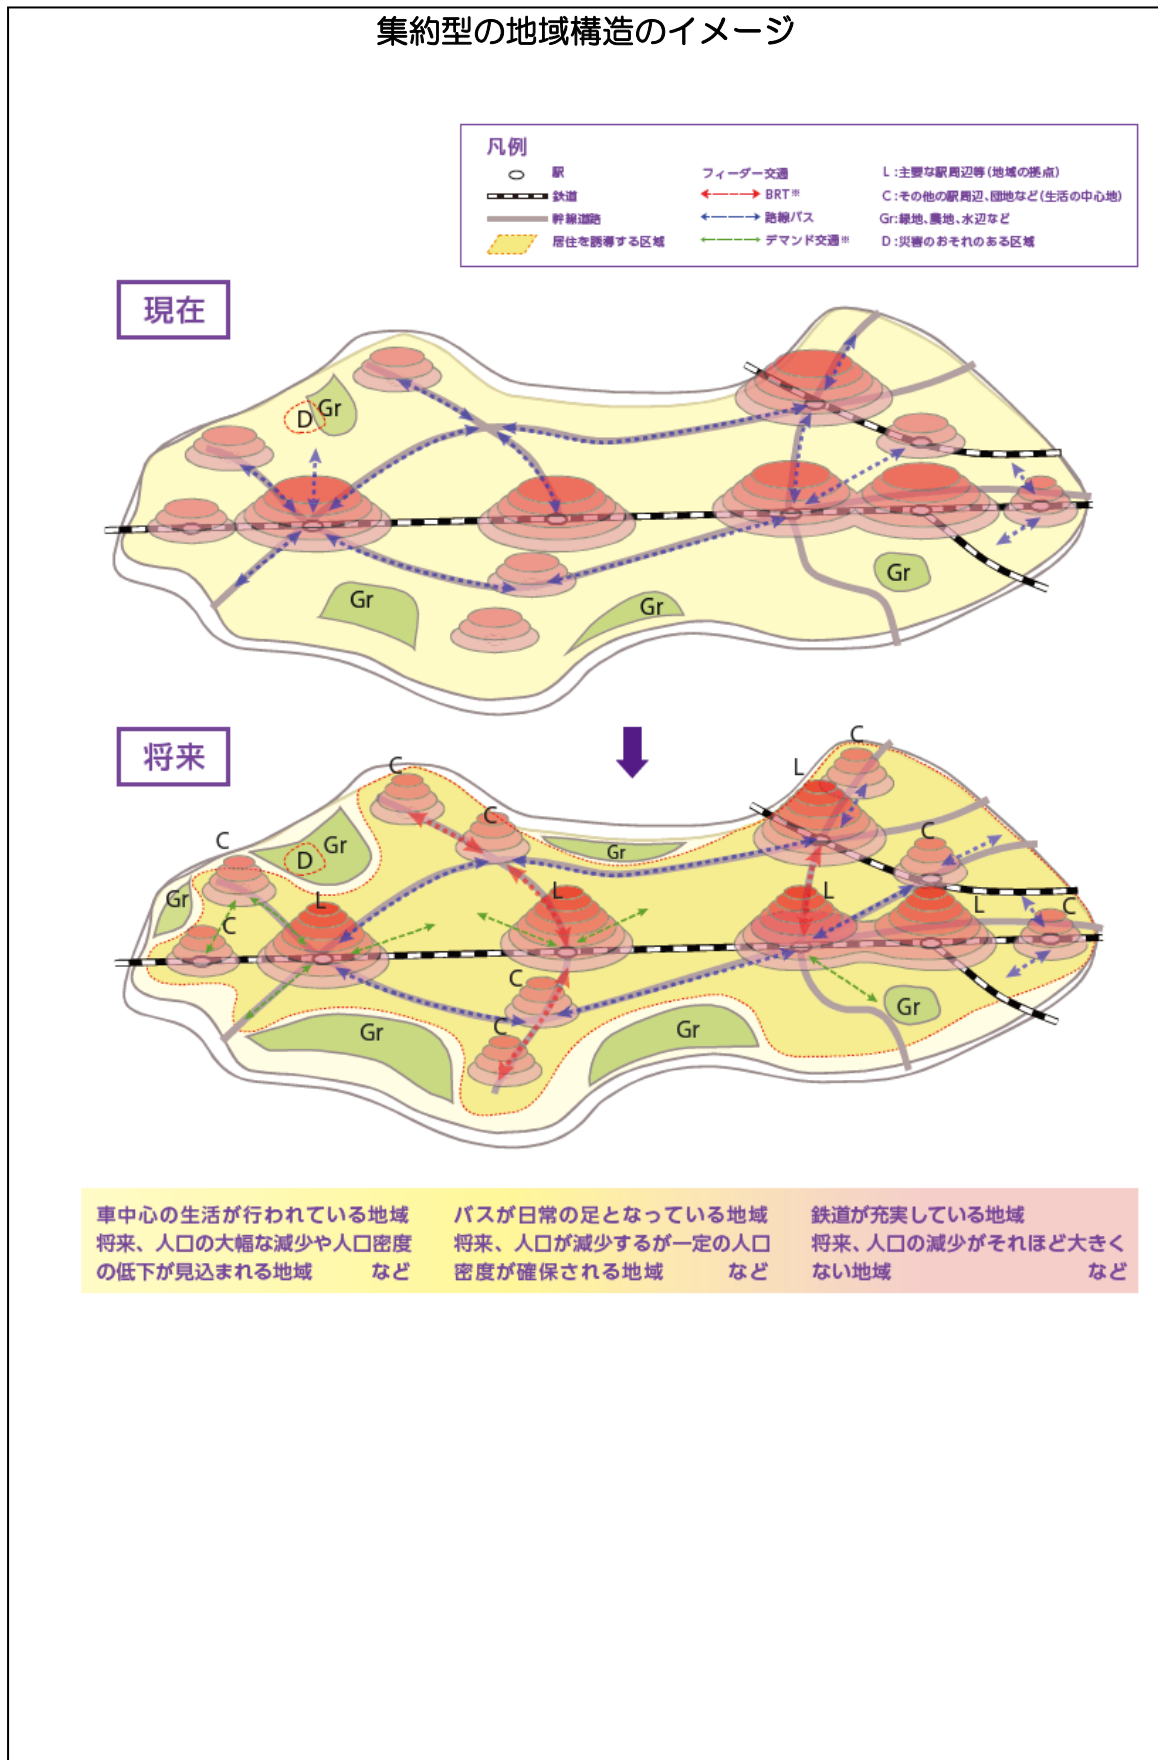 集約型の地域構造のイメージ
凡例
駅
鉄道
幹線道路
居住を誘導する区域
フィーダー交通
BRT※
路線バス
デマンド交通※
L:主要な駅周辺等(地域の拠点)
C:その他の駅周辺、団地など(生活の中心地)
Gr:緑地、農地、水辺など
D:災害のおそれのある区域
現在
D
Gr
Gr
Gr
Gr
将来
C
L
C
C
C
C
Gr
D
Gr
Gr
L
C
L
L
L
C
C
Gr
C
Gr
Gr
車中心の生活が行われている地域
将来、人口の大幅な減少や人口密度
の低下が見込まれる地域 など
バスが日常の足となっている地域
将来、人口が減少するが一定の人口
密度が確保される地域 など
鉄道が充実している地域
将来、人口の減少がそれほど大きく
ない地域 など